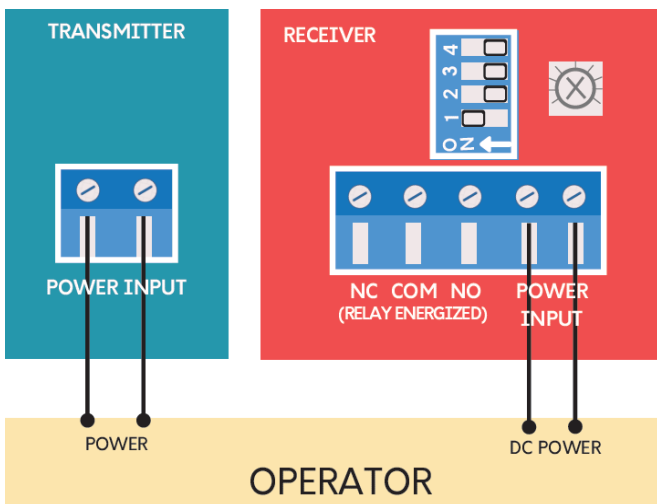 TRANSMITTER
POWER INPUT
POWER
RECEIVER
4
3
2
1
ON
NC COM NO
(RELAY ENERGIZED)
POWER
INPUT
DC POWER
OPERATOR